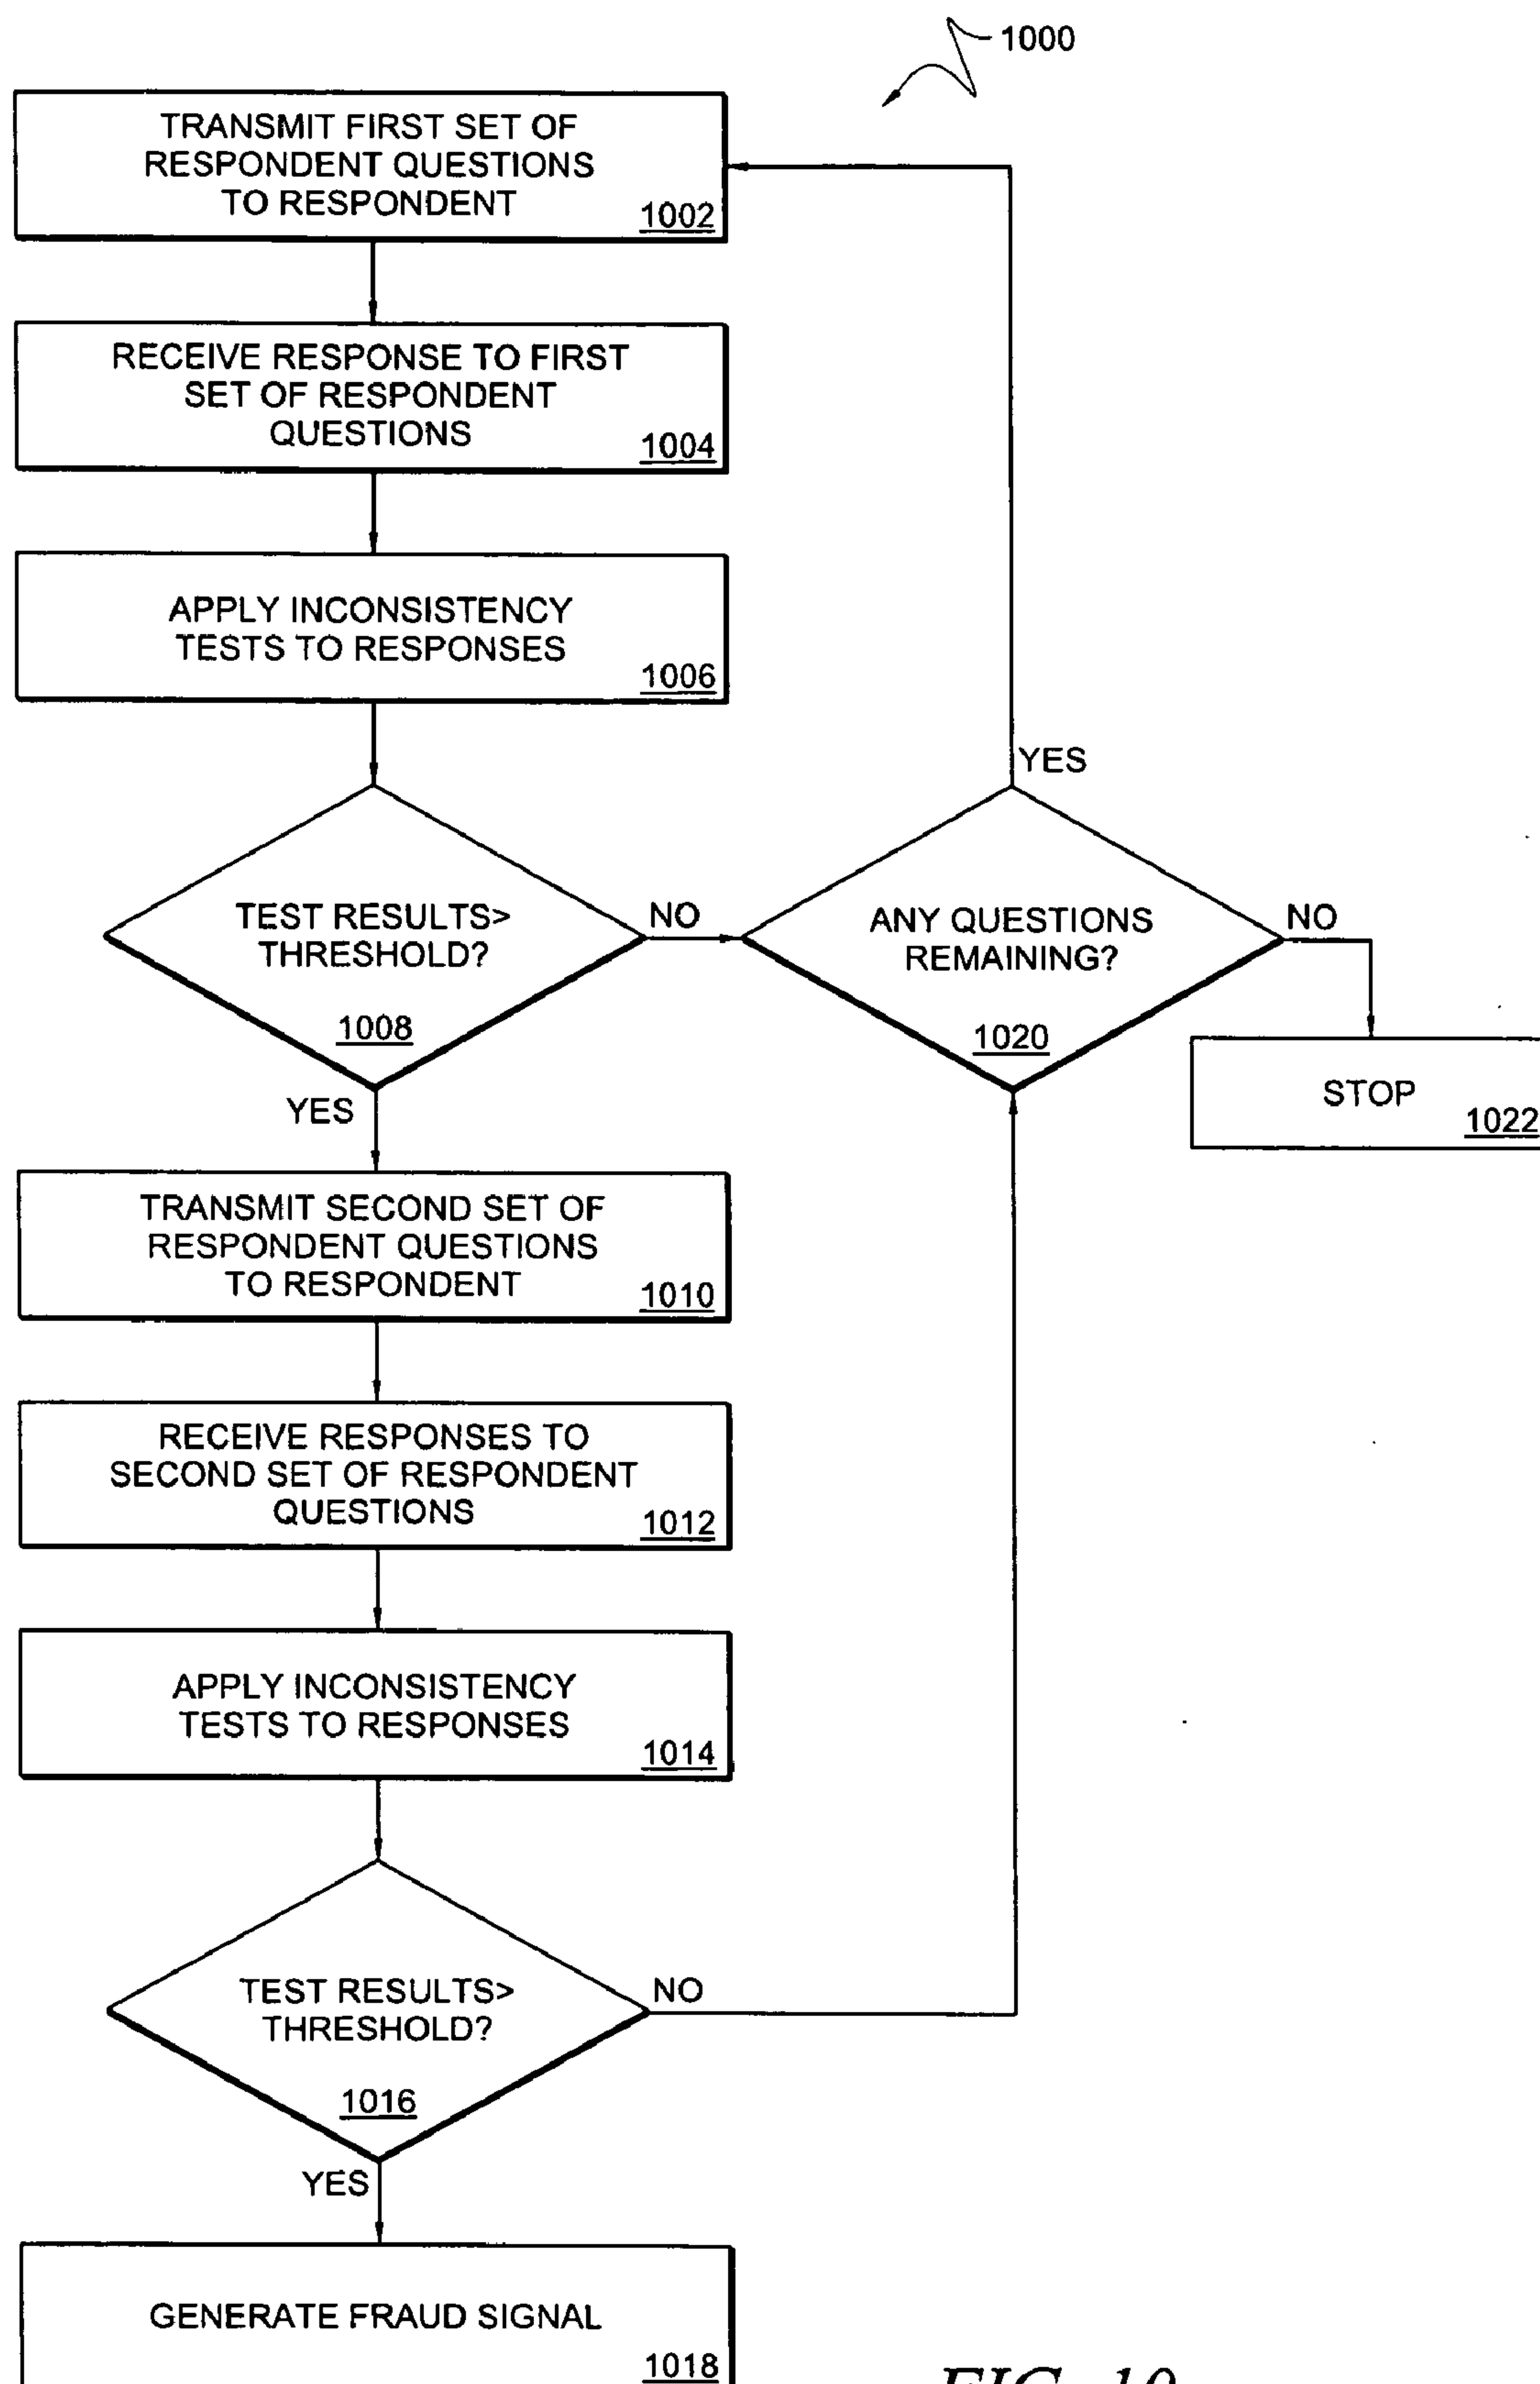 1000
TRANSMIT FIRST SET OF
RESPONDENT QUESTIONS
TO RESPONDENT
1002
RECEIVE RESPONSE TO FIRST
SET OF RESPONDENT
QUESTIONS
1004
APPLY INCONSISTENCY
TESTS TO RESPONSES
1006
TEST RESULTS>
THRESHOLD?
1008
NO
YES
ANY QUESTIONS
REMAINING?
1020
YES
NO
STOP
1022
TRANSMIT SECOND SET OF
RESPONDENT QUESTIONS
TO RESPONDENT
1010
RECEIVE RESPONSES TO
SECOND SET OF RESPONDENT
QUESTIONS
1012
APPLY INCONSISTENCY
TESTS TO RESPONSES
1014
TEST RESULTS>
THRESHOLD?
1016
NO
YES
GENERATE FRAUD SIGNAL
1018
FIG. 10